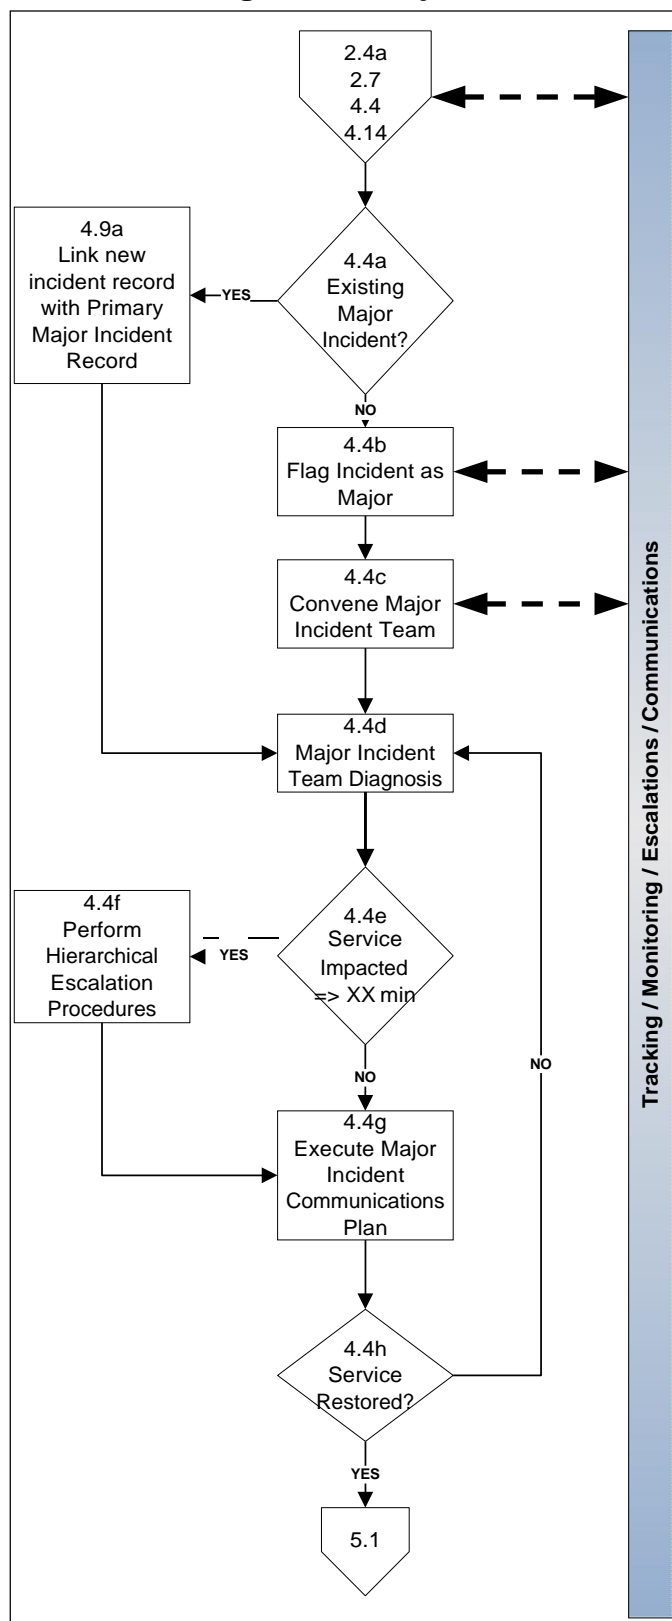 2.4a
2.7
4.4
4.14
4.4a
Existing
Major
Incident?
YES
4.9a
Link new
incident record
with Primary
Major Incident
Record
NO
4.4b
Flag Incident as
Major
4.4c
Convene Major
Incident Team
4.4d
Major Incident
Team Diagnosis
4.4e
Service
Impacted
=> XX min
YES
4.4f
Perform
Hierarchical
Escalation
Procedures
NO
4.4g
Execute Major
Incident
Communications
Plan
4.4h
Service
Restored?
NO
YES
5.1
Tracking / Monitoring / Escalations / Communications